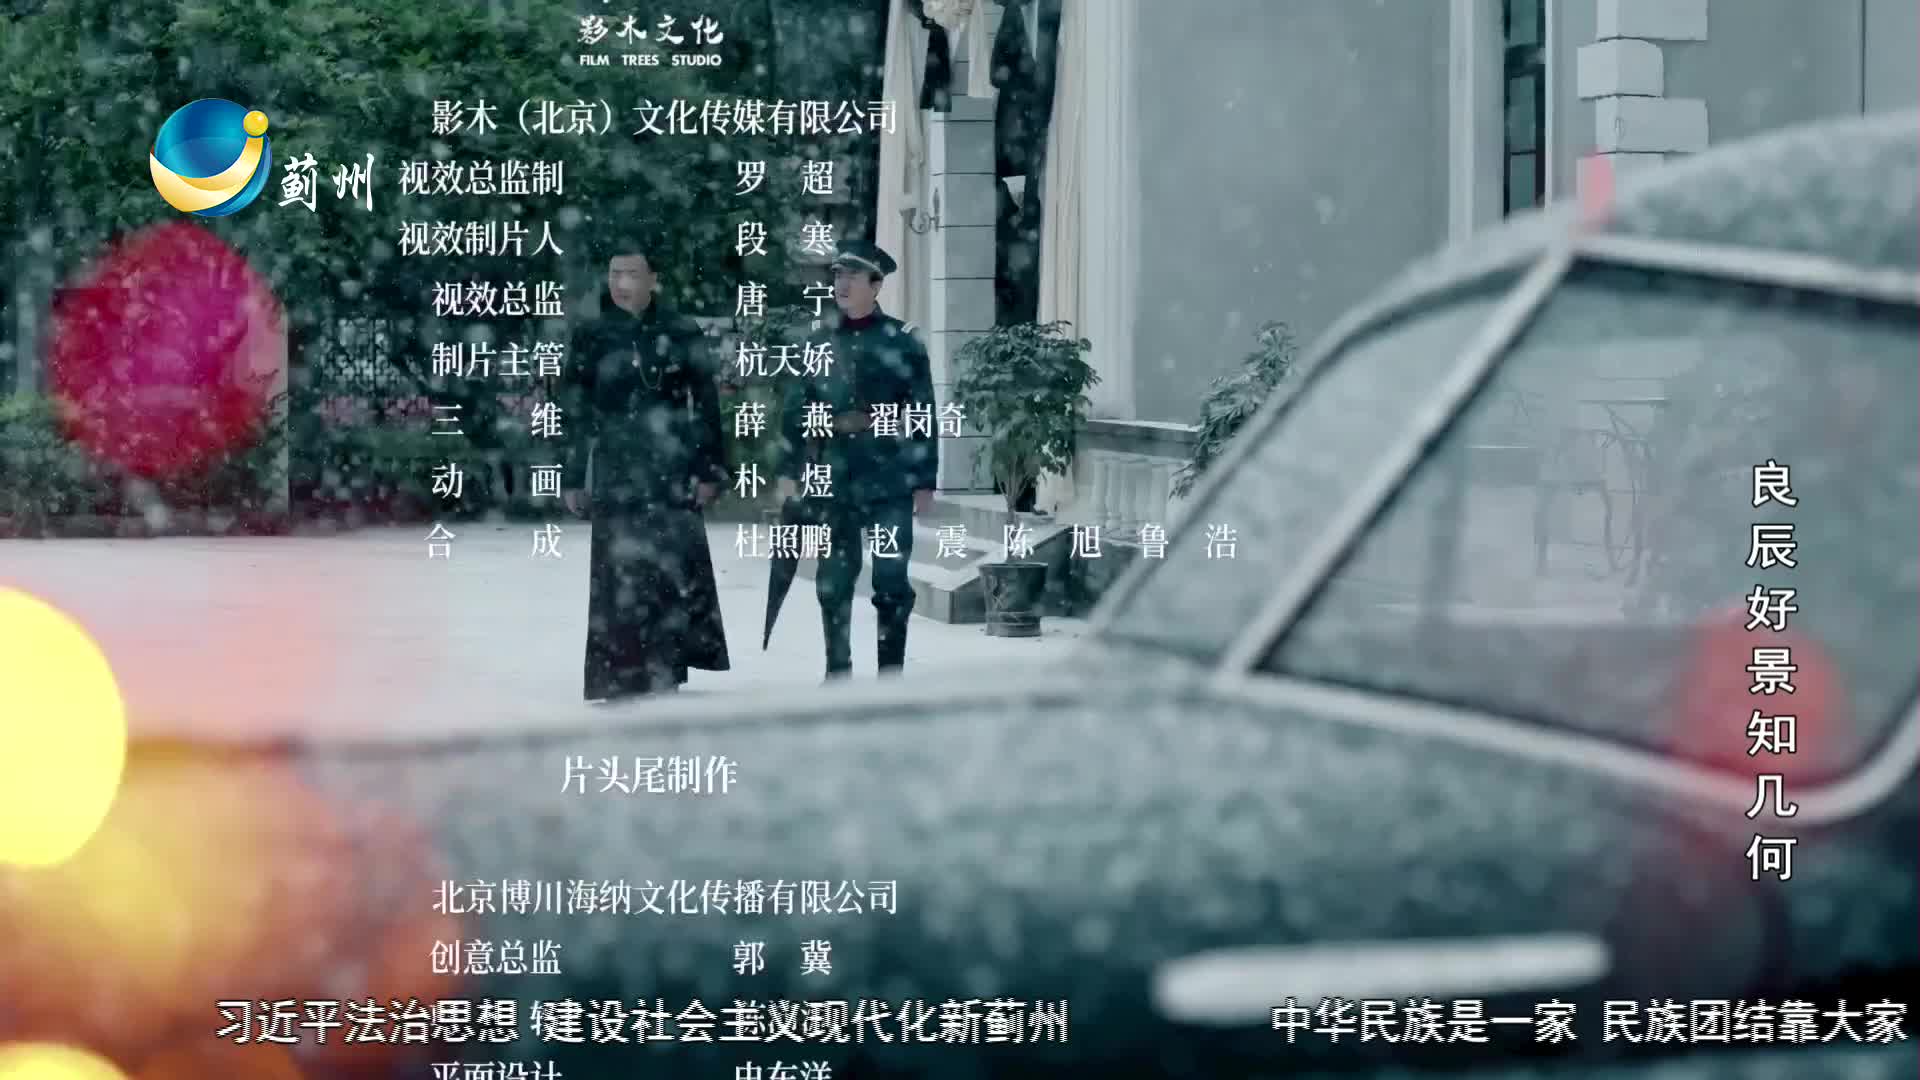 影木文化
FILM TREES STUDIO
影木（北京）文化传媒有限公司
蓟州
视效总监制 罗 超
视效制片人 段 寒
视效总监 唐 宁
制片主管 杭天娇
三 维 薛 燕 翟岗奇
动 画 朴 煜
合 成 杜照鹏 赵 震 陈 旭 鲁 浩
片头尾制作
北京博川海纳文化传播有限公司
创意总监 郭 冀
习近平法治思想 建设社会主义现代化新蓟州
中华民族是一家 民族团结靠大家
平面设计
良辰好景知几何